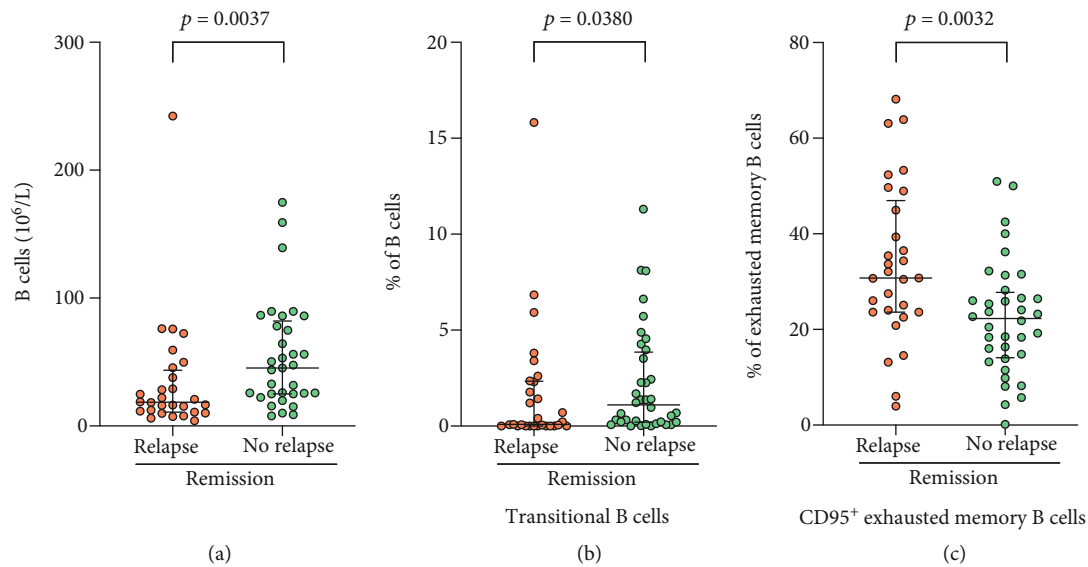 p = 0.0037
300
200
100
0
B cells (10⁶/L)
Relapse
No relapse
Remission
(a)
p = 0.0380
20
15
10
5
0
% of B cells
Relapse
No relapse
Remission
Transitional B cells
(b)
p = 0.0032
80
60
40
20
0
% of exhausted memory B cells
Relapse
No relapse
Remission
CD95⁺ exhausted memory B cells
(c)